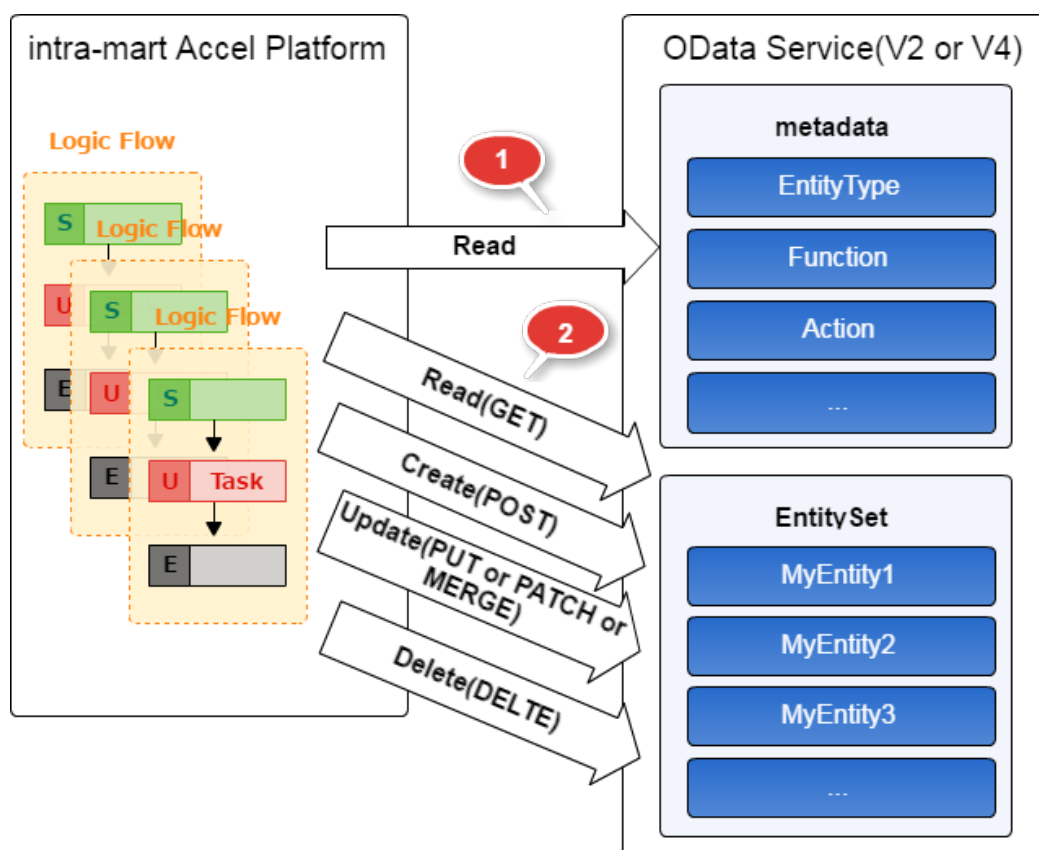 intra-mart Accel Platform
Logic Flow
S
Logic Flow
U
S
Logic Flow
E
U
S
E
U Task
E
1
Read
2
Read(GET)
Create(POST)
Update(PUT or PATCH or
MERGE)
Delete(DELTE)
OData Service(V2 or V4)
metadata
EntityType
Function
Action
...
EntitySet
MyEntity1
MyEntity2
MyEntity3
...